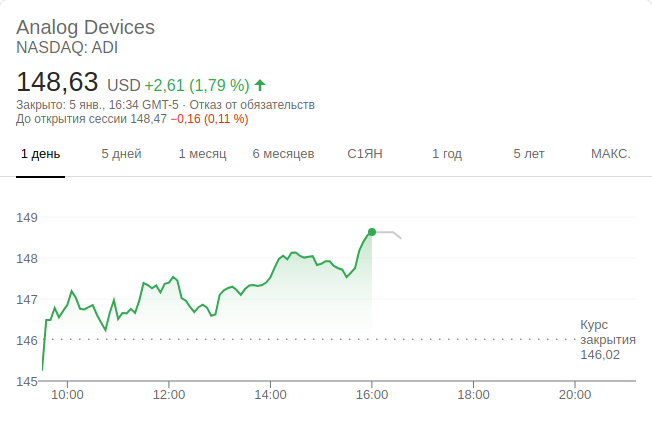 Analog Devices
NASDAQ: ADI
148,63 USD +2,61 (1,79 %)
Закрыто: 5 янв., 16:34 GMT-5 · Отказ от обязательств
До открытия сессии 148,47 −0,16 (0,11 %)
1 день 5 дней 1 месяц 6 месяцев С1ЯН 1 год 5 лет МАКС.
149
148
147
146
145
Курс
закрытия
146,02
10:00 12:00 14:00 16:00 18:00 20:00